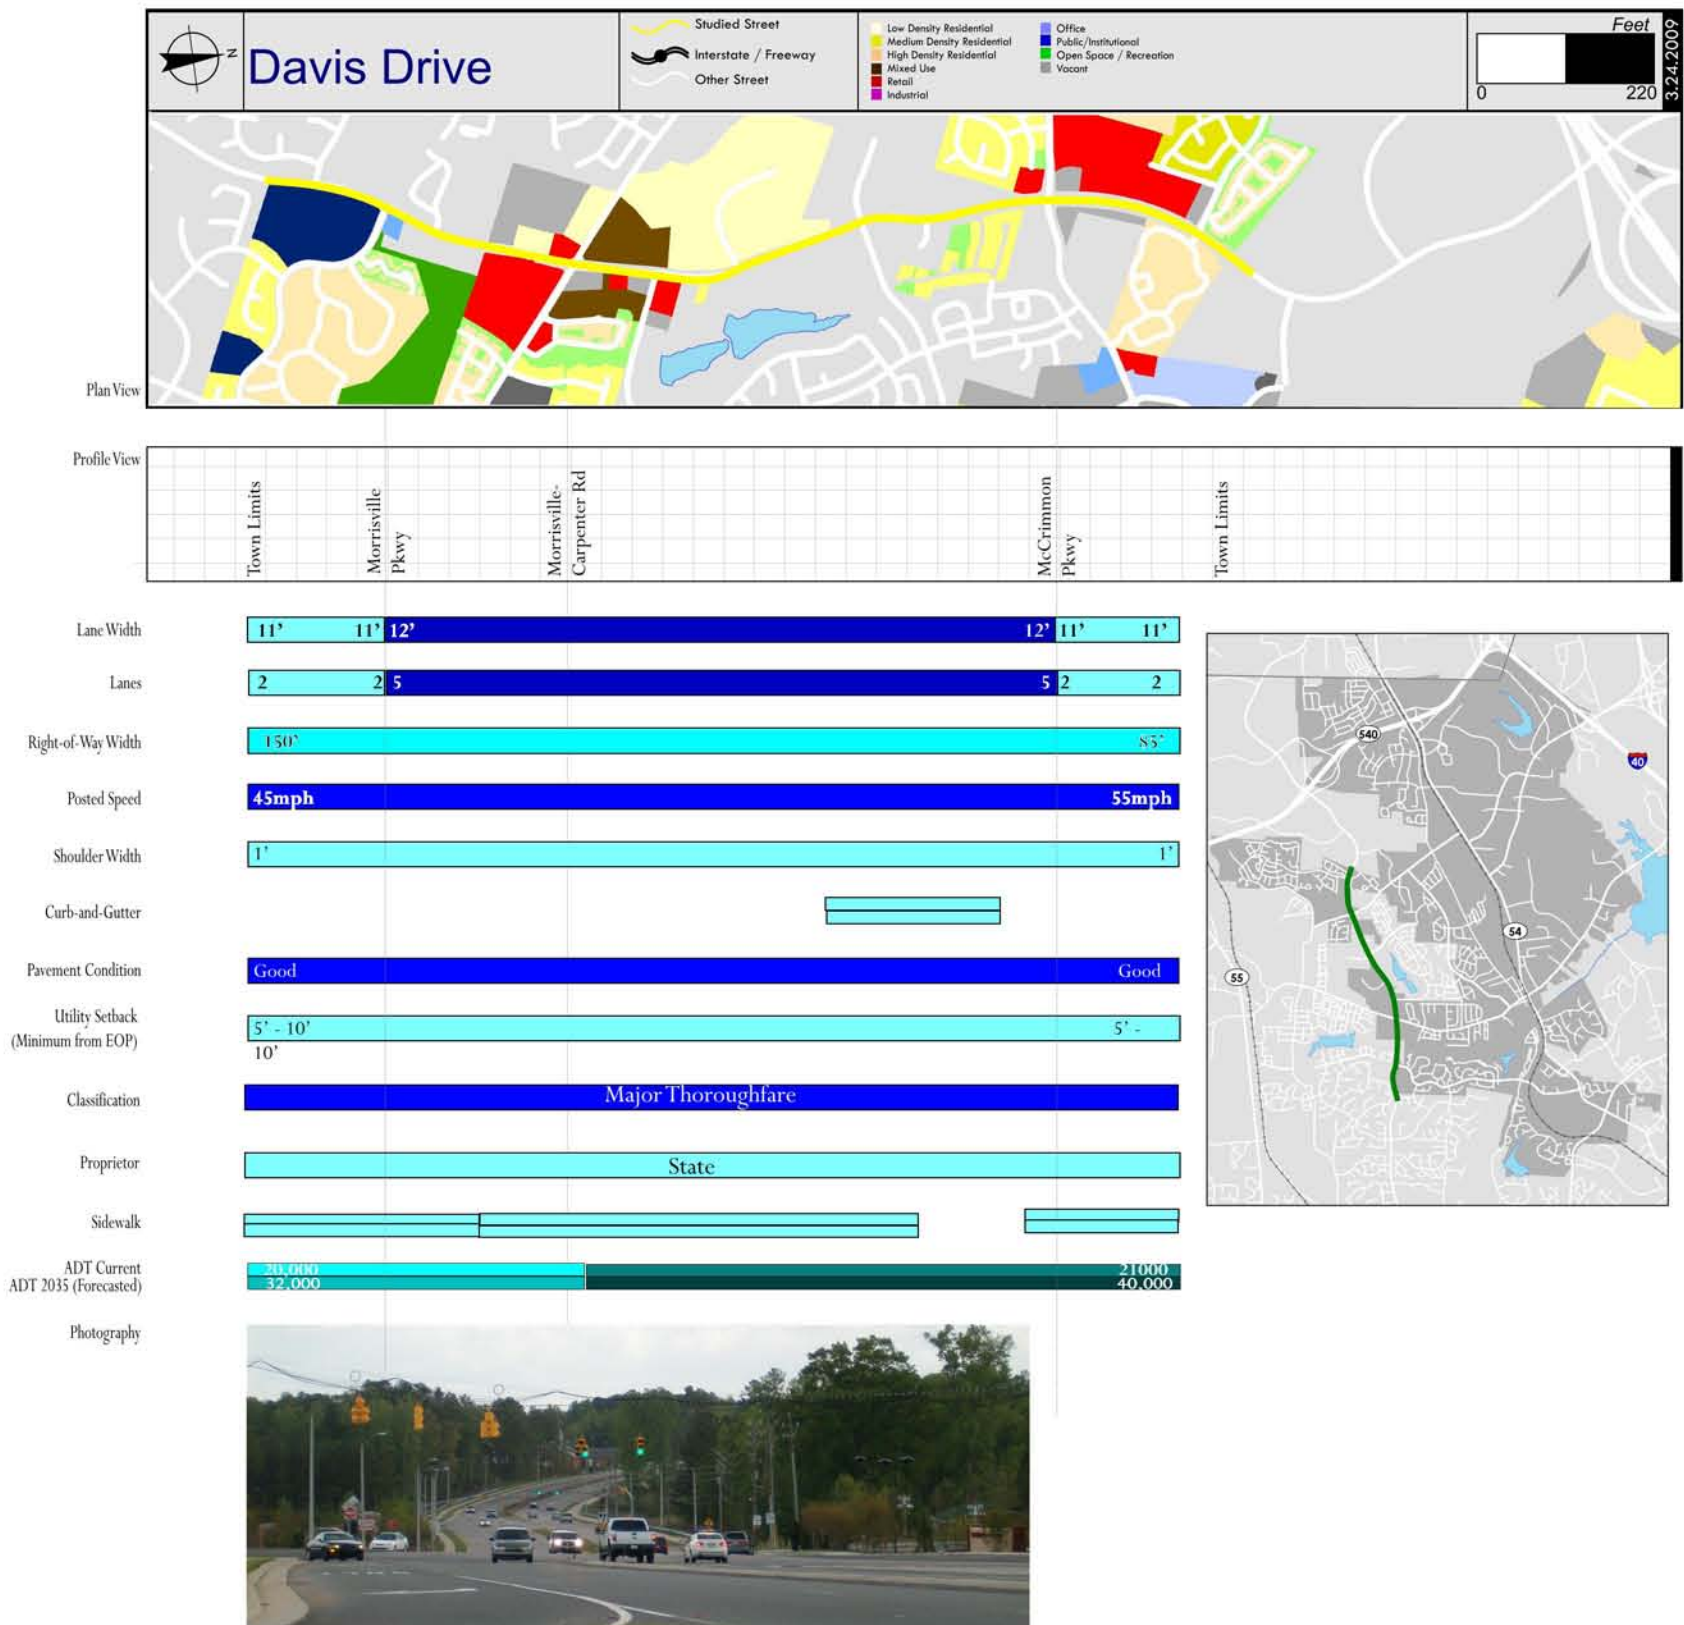 N
Davis Drive
Studied Street
Interstate / Freeway
Other Street
Low Density Residential
Medium Density Residential
High Density Residential
Mixed Use
Retail
Industrial
Office
Public/Institutional
Open Space / Recreation
Vacant
Feet
0
220
3.24.2009
Plan View
Profile View
Town Limits
Morrisville
Pkwy
Morrisville-
Carpenter Rd
McCrimmon
Pkwy
Town Limits
Lane Width
11’ 11’ 12’ 12’ 11’ 11’
Lanes
2 2 5 5 2 2
Right-of-Way Width
150’ 85’
Posted Speed
45mph 55mph
Shoulder Width
1’ 1’
Curb-and-Gutter
Pavement Condition
Good Good
Utility Setback
(Minimum from EOP)
5’ - 10’ 5’ -
10’
Classification
Major Thoroughfare
Proprietor
State
Sidewalk
ADT Current
20,000 21000
ADT 2035 (Forecasted)
32,000 40,000
Photography
540
40
54
55